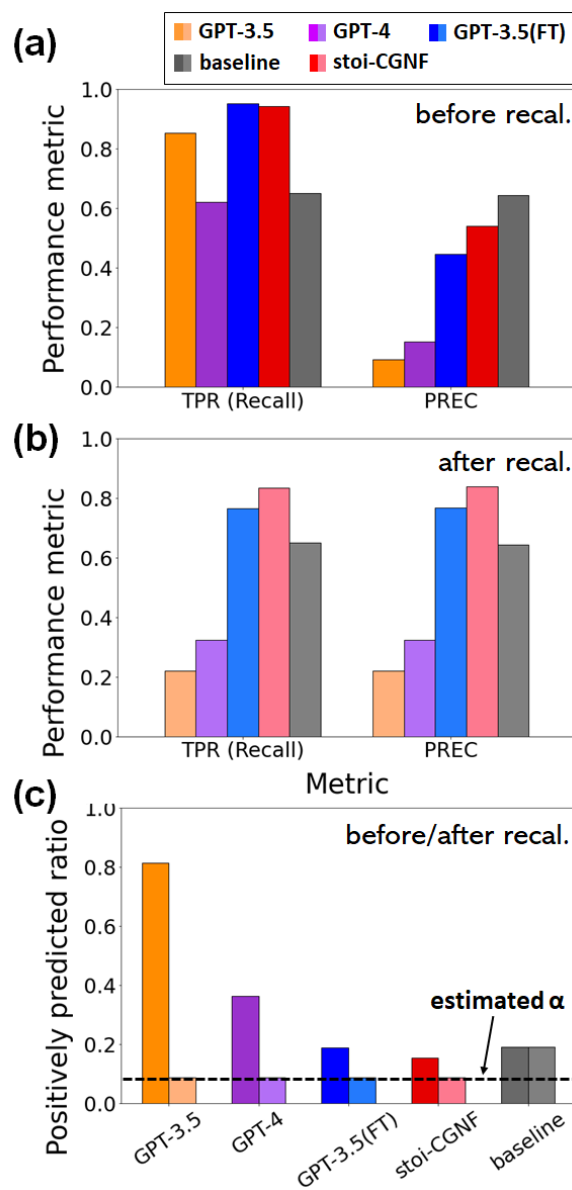 (a)
GPT-3.5 GPT-4 GPT-3.5(FT)
baseline stoi-CGNF
before recal.
Performance metric
1.0
0.8
0.6
0.4
0.2
0.0
TPR (Recall) PREC
(b)
after recal.
Performance metric
1.0
0.8
0.6
0.4
0.2
0.0
TPR (Recall) PREC
Metric
(c)
before/after recal.
Positively predicted ratio
1.0
0.8
0.6
0.4
0.2
0.0
estimated α
GPT-3.5 GPT-4 GPT-3.5(FT) stoi-CGNF baseline